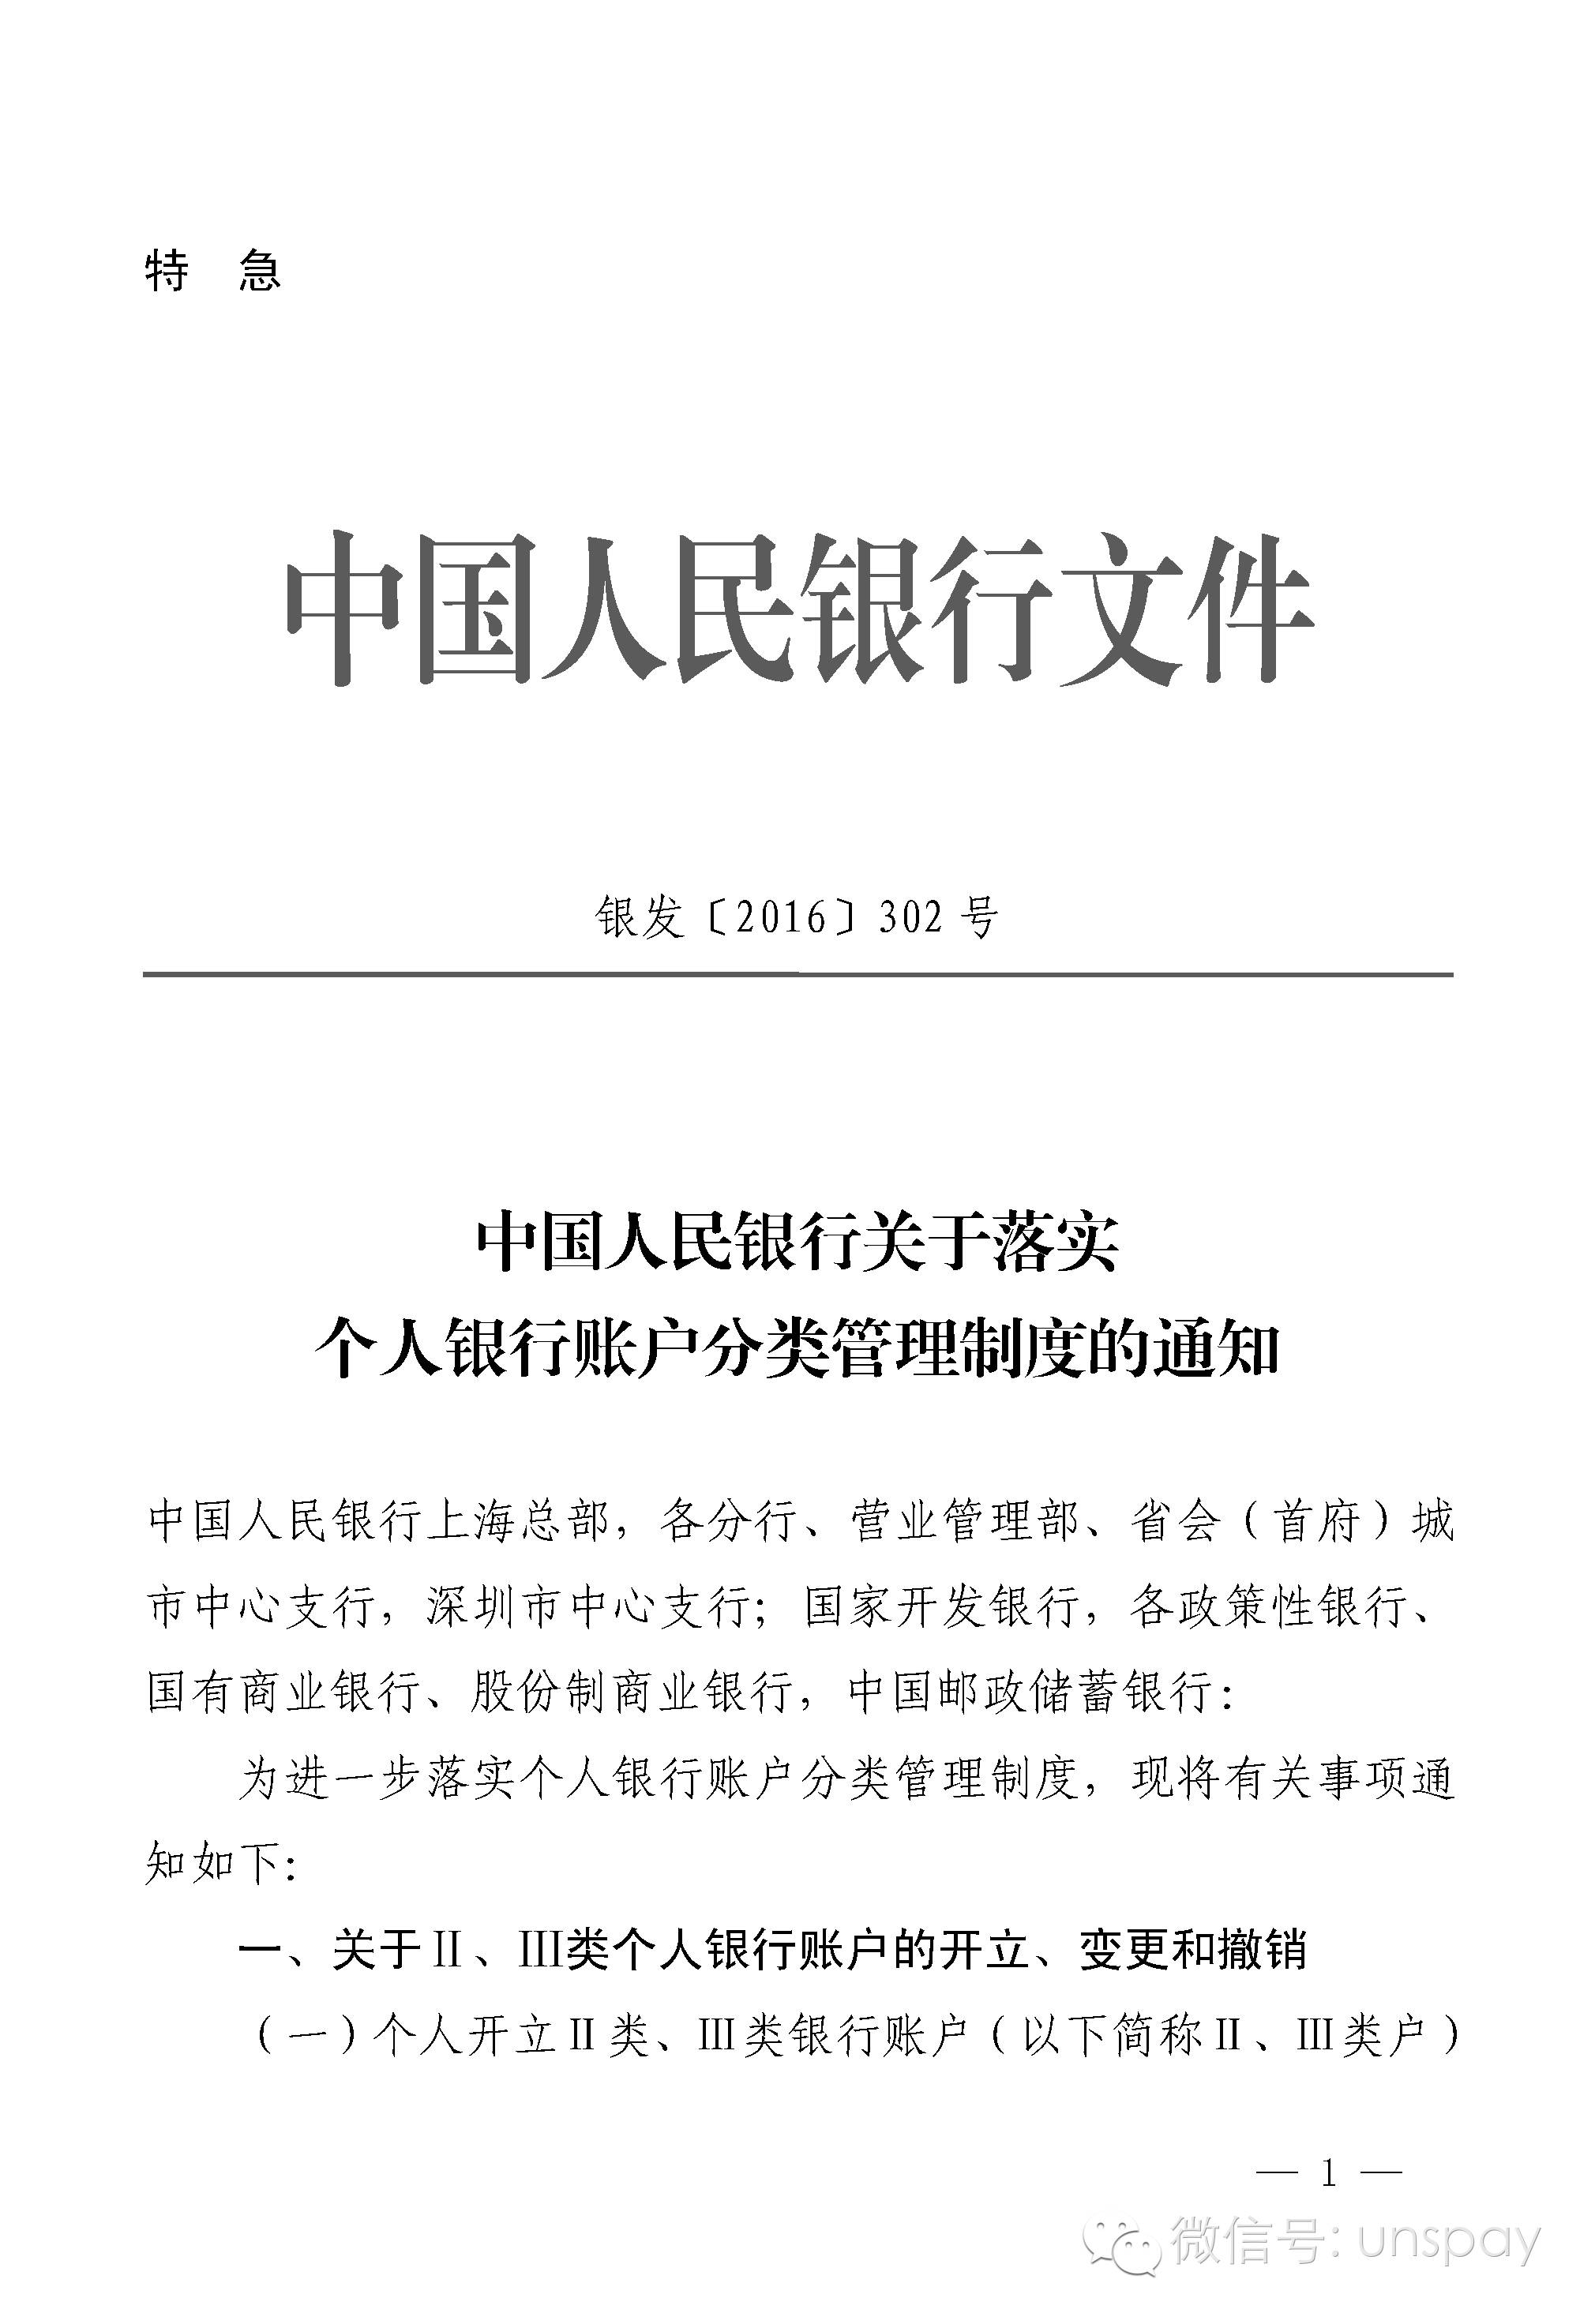 特 急
中国人民银行文件
银发〔2016〕302 号
中国人民银行关于落实
个人银行账户分类管理制度的通知
中国人民银行上海总部，各分行、营业管理部、省会（首府）城
市中心支行，深圳市中心支行；国家开发银行，各政策性银行、
国有商业银行、股份制商业银行，中国邮政储蓄银行：
为进一步落实个人银行账户分类管理制度，现将有关事项通
知如下：
一、关于Ⅱ、Ⅲ类个人银行账户的开立、变更和撤销
（一）个人开立Ⅱ类、Ⅲ类银行账户（以下简称Ⅱ、Ⅲ类户）
— 1 —
微信号: unspay